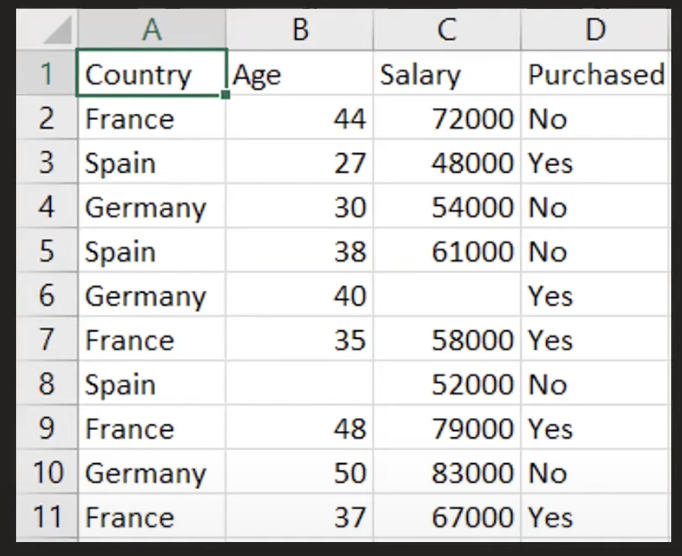 A B C D
1 Country Age Salary Purchased
2 France 44 72000 No
3 Spain 27 48000 Yes
4 Germany 30 54000 No
5 Spain 38 61000 No
6 Germany 40 Yes
7 France 35 58000 Yes
8 Spain 52000 No
9 France 48 79000 Yes
10 Germany 50 83000 No
11 France 37 67000 Yes